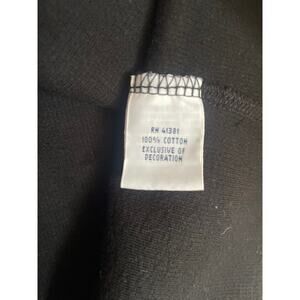 RN 41381
100% COTTON
EXCLUSIVE OF
DECORATION